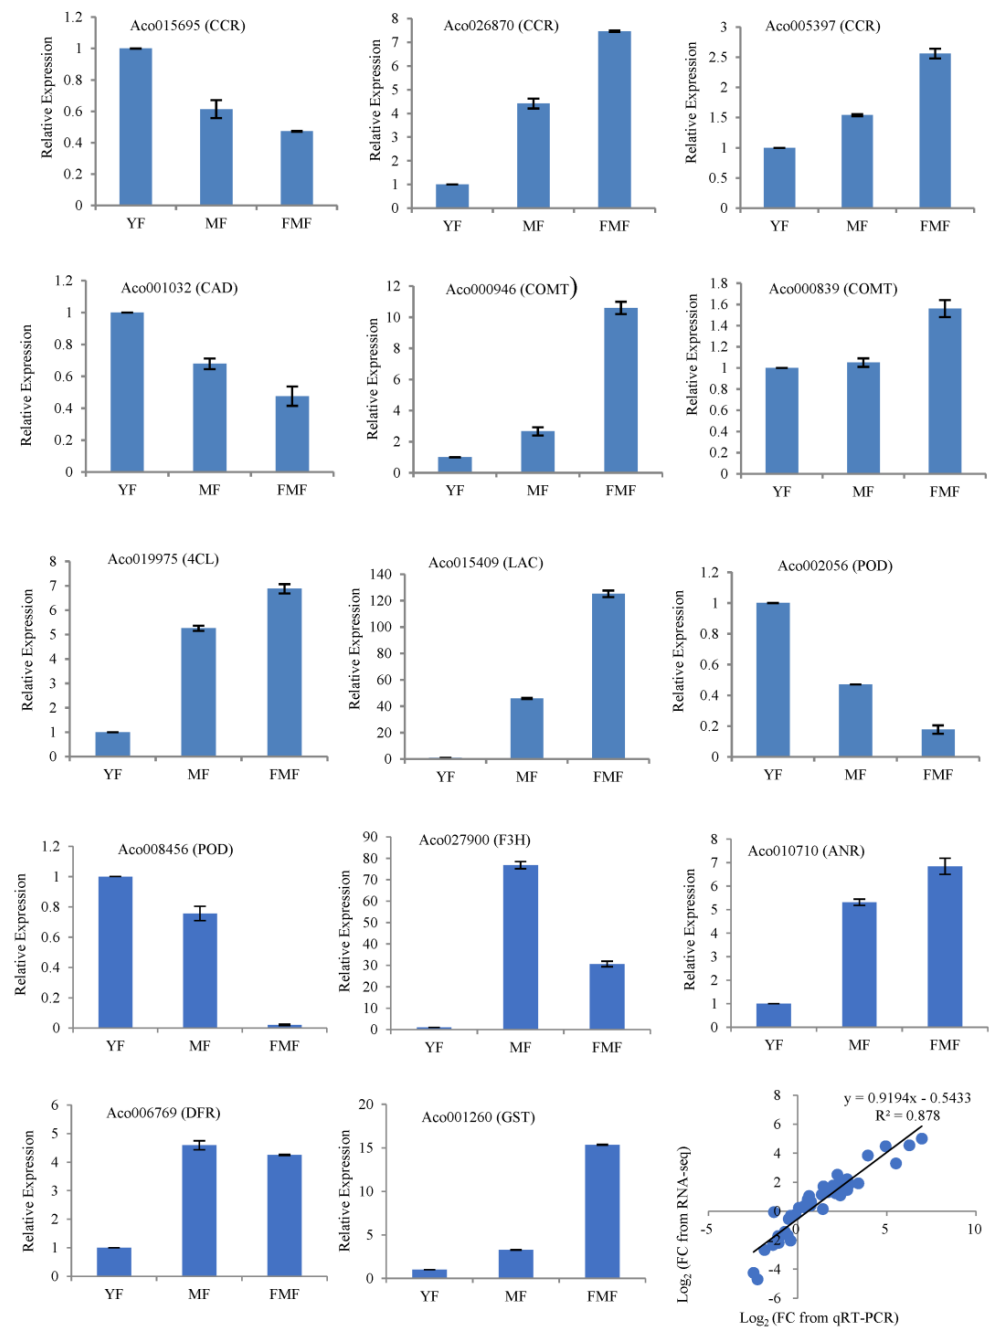 Aco015695 (CCR)
Relative Expression
1.2
1
0.8
0.6
0.4
0.2
0
YF MF FMF
Aco026870 (CCR)
Relative Expression
8
7
6
5
4
3
2
1
0
YF MF FMF
Aco005397 (CCR)
Relative Expression
3
2.5
2
1.5
1
0.5
0
YF MF FMF
Aco001032 (CAD)
Relative Expression
1.2
1
0.8
0.6
0.4
0.2
0
YF MF FMF
Aco000946 (COMT)
Relative Expression
12
10
8
6
4
2
0
YF MF FMF
Aco000839 (COMT)
Relative Expression
1.8
1.6
1.4
1.2
1
0.8
0.6
0.4
0.2
0
YF MF FMF
Aco019975 (4CL)
Relative Expression
8
7
6
5
4
3
2
1
0
YF MF FMF
Aco015409 (LAC)
Relative Expression
140
120
100
80
60
40
20
0
YF MF FMF
Aco002056 (POD)
Relative Expression
1.2
1
0.8
0.6
0.4
0.2
0
YF MF FMF
Aco008456 (POD)
Relative Expression
1.2
1
0.8
0.6
0.4
0.2
0
YF MF FMF
Aco027900 (F3H)
Relative Expression
90
80
70
60
50
40
30
20
10
0
YF MF FMF
Aco010710 (ANR)
Relative Expression
8
7
6
5
4
3
2
1
0
YF MF FMF
Aco006769 (DFR)
Relative Expression
6
5
4
3
2
1
0
YF MF FMF
Aco001260 (GST)
Relative Expression
20
15
10
5
0
YF MF FMF
y = 0.9194x - 0.5433
R² = 0.878
Log₂ (FC from RNA-seq)
8
6
4
2
0
-2
-4
-6
-5 0 5 10
Log₂ (FC from qRT-PCR)